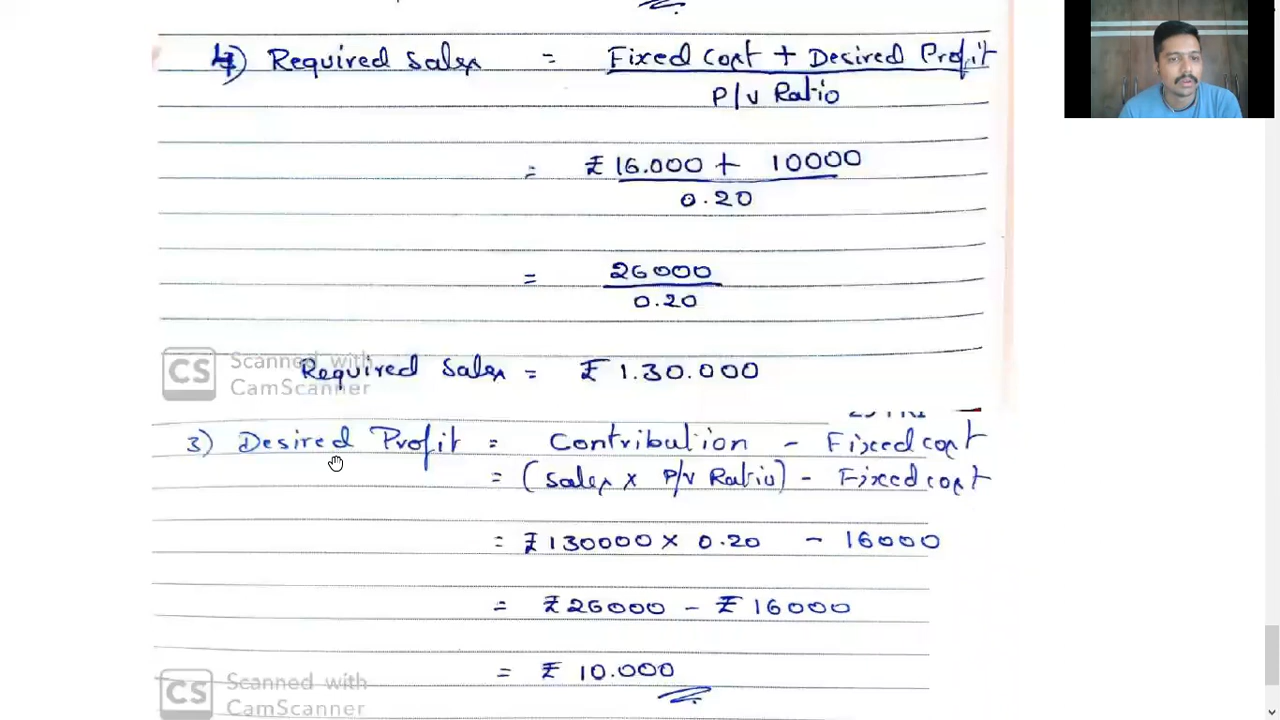 4) Required Sales = Fixed Cost + Desired Profit
P/V Ratio
= ₹ 16.000 + 10000
0.20
= 26000
0.20
CS Scanned with
CamScanner
Required Sales = ₹ 1.30.000
3) Desired Profit = Contribution - Fixed cost
= (Sales x P/V Ratio) - Fixed cost
= ₹ 130000 x 0.20 - 16000
= ₹ 26000 - ₹ 16000
= ₹ 10.000
CS Scanned with
CamScanner